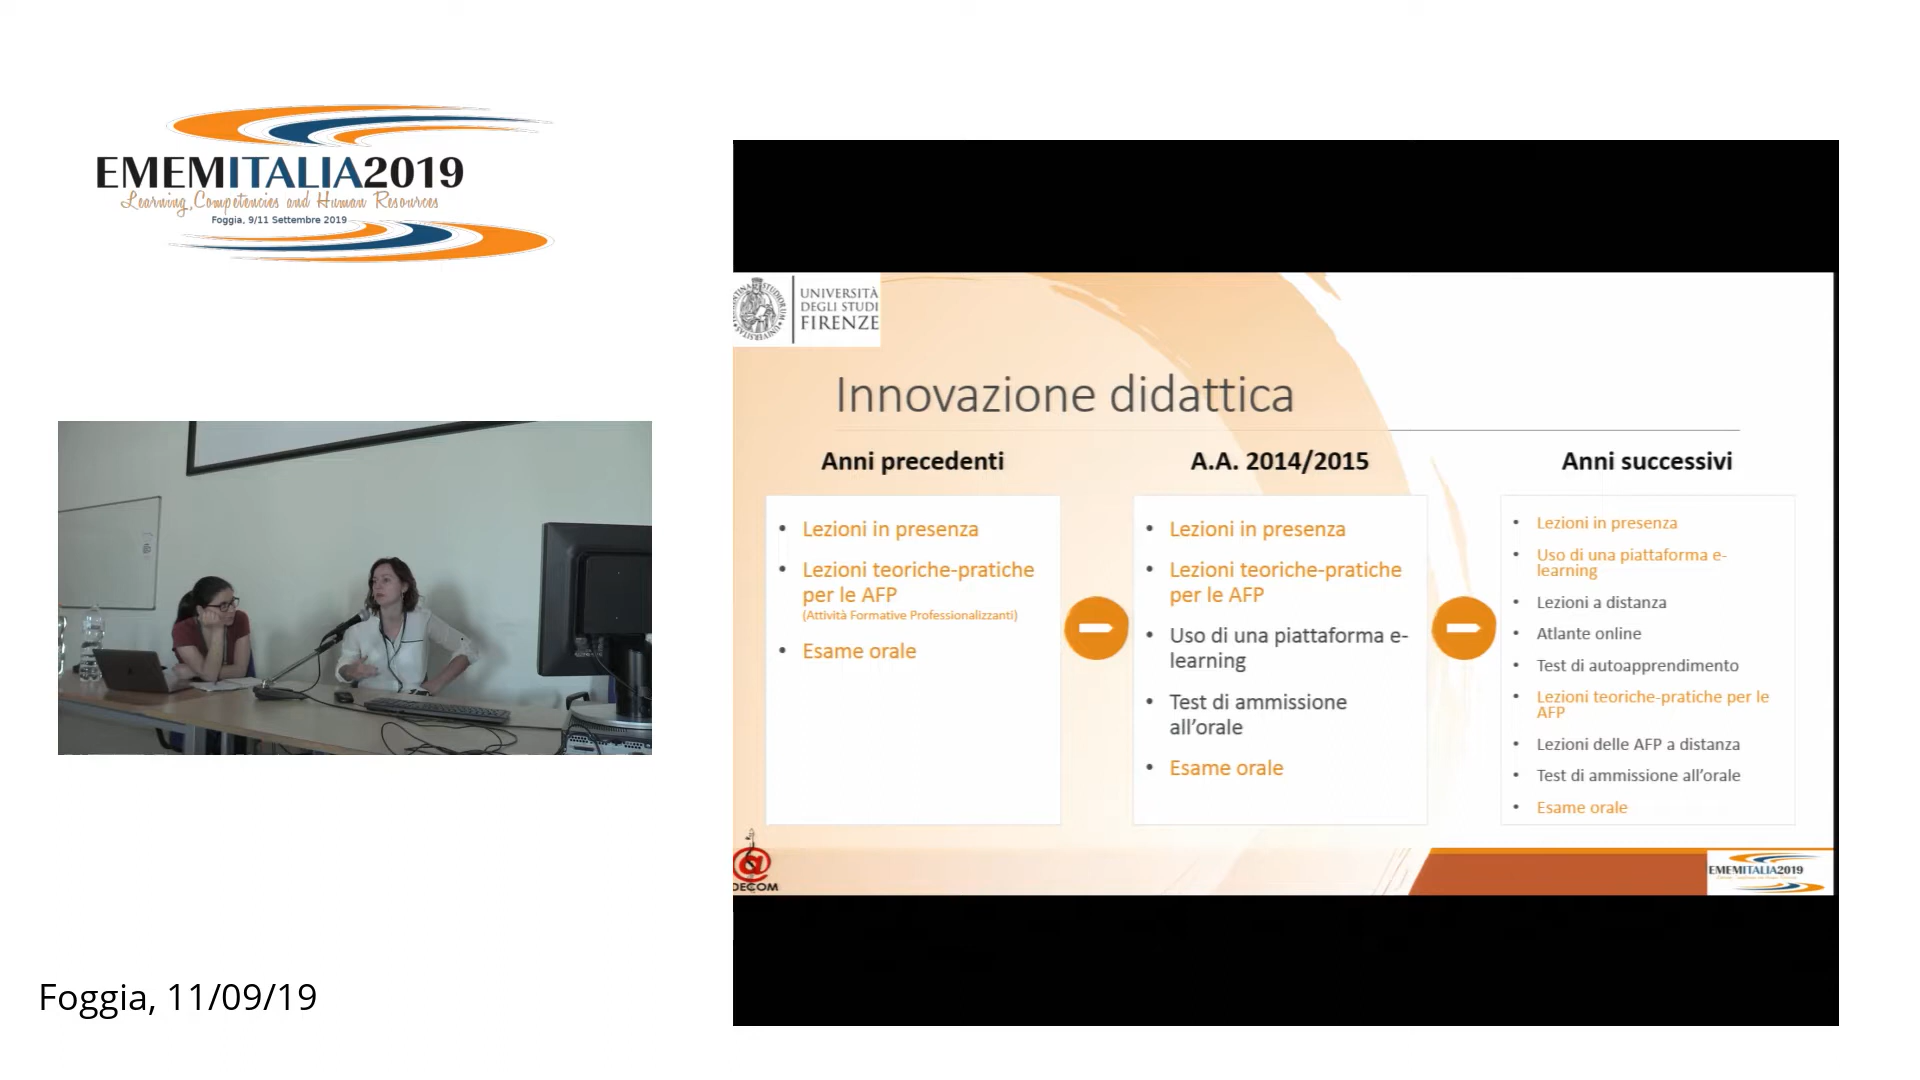 EMEMITALIA2019
Learning, Competencies and Human Resources
Foggia, 9/11 Settembre 2019
UNIVERSITÀ
DEGLI STUDI
FIRENZE
Innovazione didattica
Anni precedenti
• Lezioni in presenza
• Lezioni teoriche-pratiche
per le AFP
(Attività Formative Professionalizzanti)
• Esame orale
A.A. 2014/2015
• Lezioni in presenza
• Lezioni teoriche-pratiche
per le AFP
• Uso di una piattaforma e-
learning
• Test di ammissione
all’orale
• Esame orale
Anni successivi
• Lezioni in presenza
• Uso di una piattaforma e-
learning
• Lezioni a distanza
• Atlante online
• Test di autoapprendimento
• Lezioni teoriche-pratiche per le
AFP
• Lezioni delle AFP a distanza
• Test di ammissione all’orale
• Esame orale
@
DECOM
EMEMITALIA2019
Foggia, 11/09/19